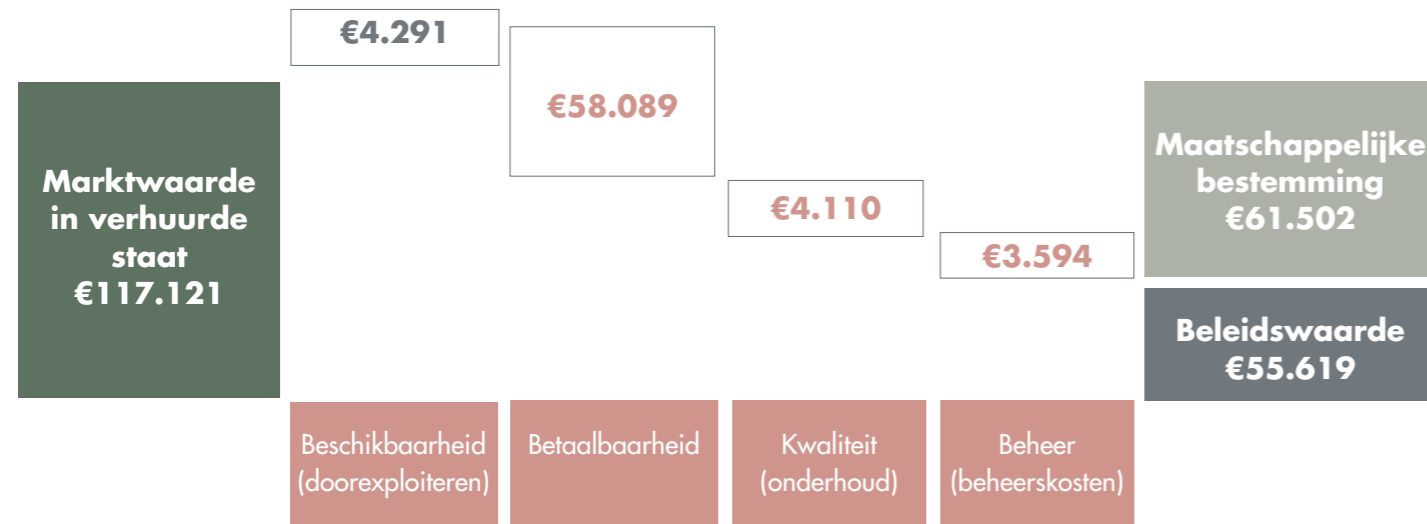 Marktwaarde
in verhuurde
staat
€117.121
€4.291
Beschikbaarheid
(doorexploiteren)
€58.089
Betaalbaarheid
€4.110
Kwaliteit
(onderhoud)
€3.594
Beheer
(beheerskosten)
Maatschappelijke
bestemming
€61.502
Beleidswaarde
€55.619